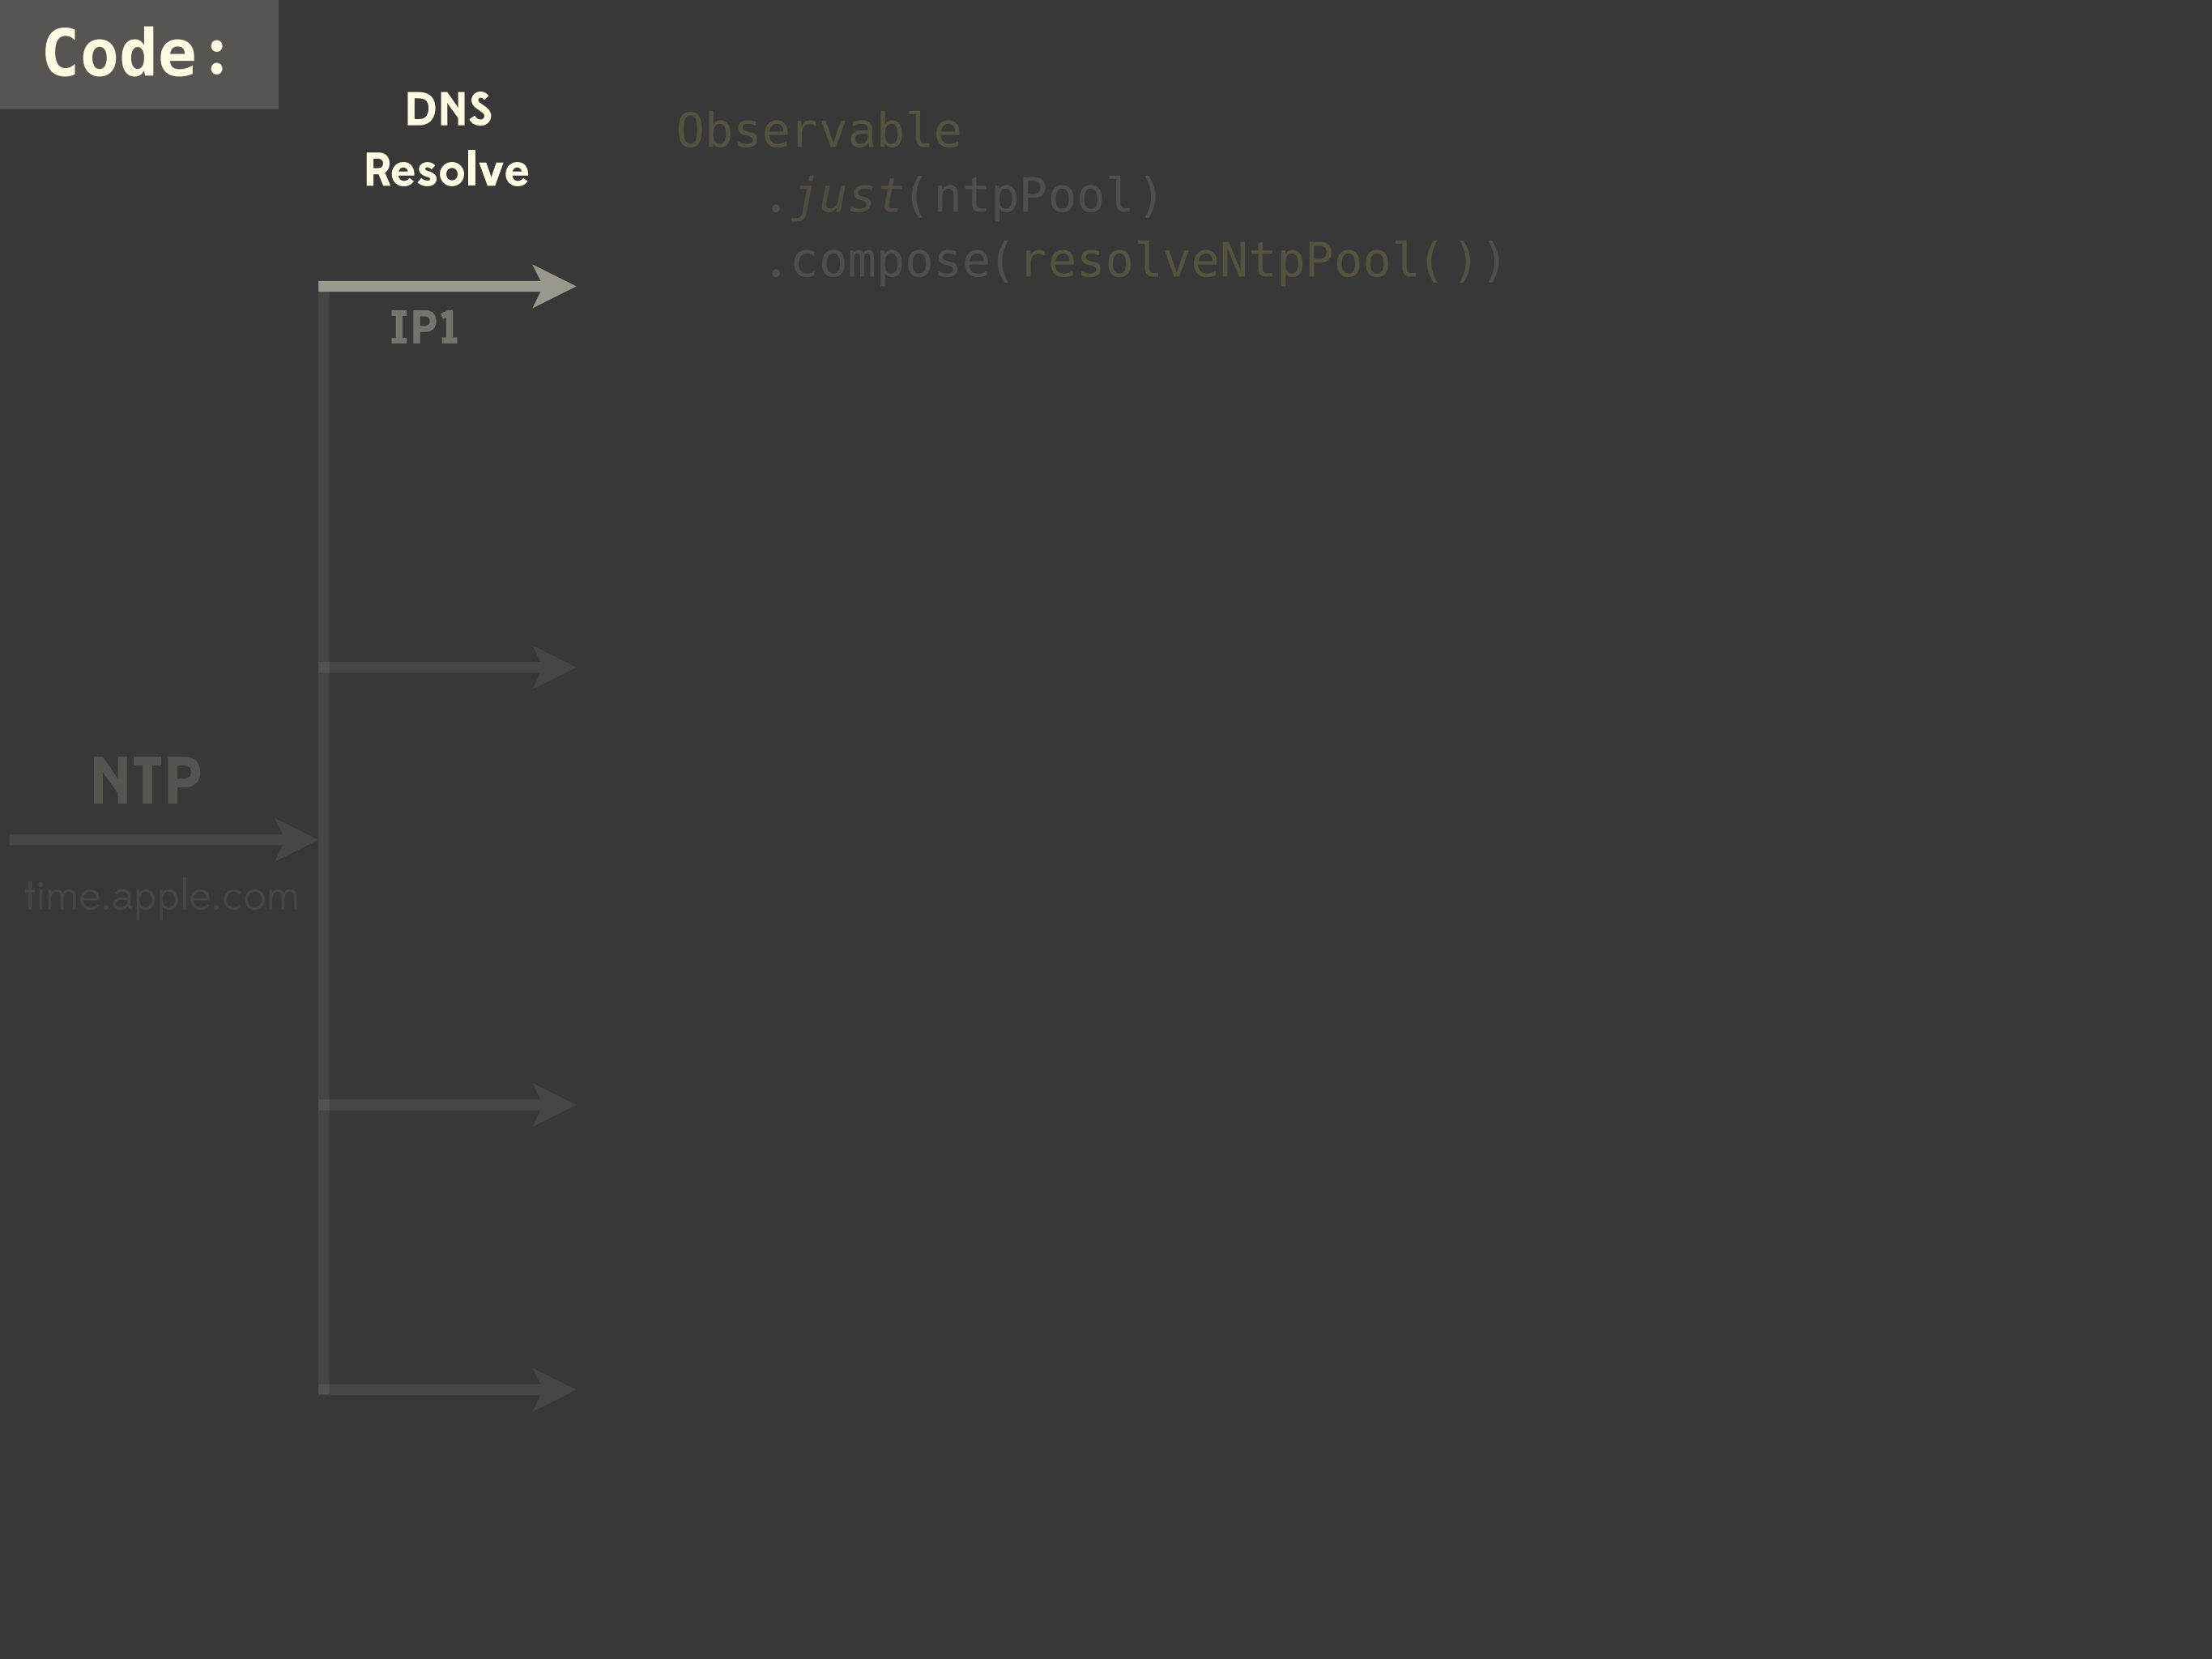 Code:
DNS
Resolve
IP1
Observable
.just(ntpPool)
.compose(resolveNtpPool())
NTP
time.apple.com